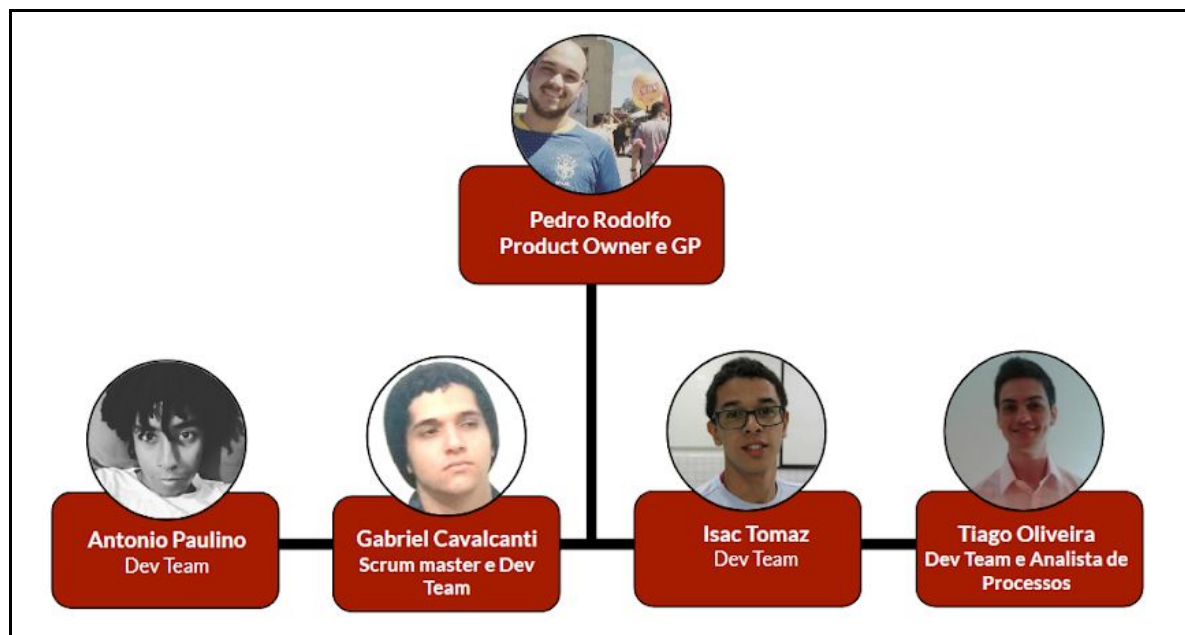 Pedro Rodolfo
Product Owner e GP
Antonio Paulino
Dev Team
Gabriel Cavalcanti
Scrum master e Dev
Team
Isac Tomaz
Dev Team
Tiago Oliveira
Dev Team e Analista de
Processos